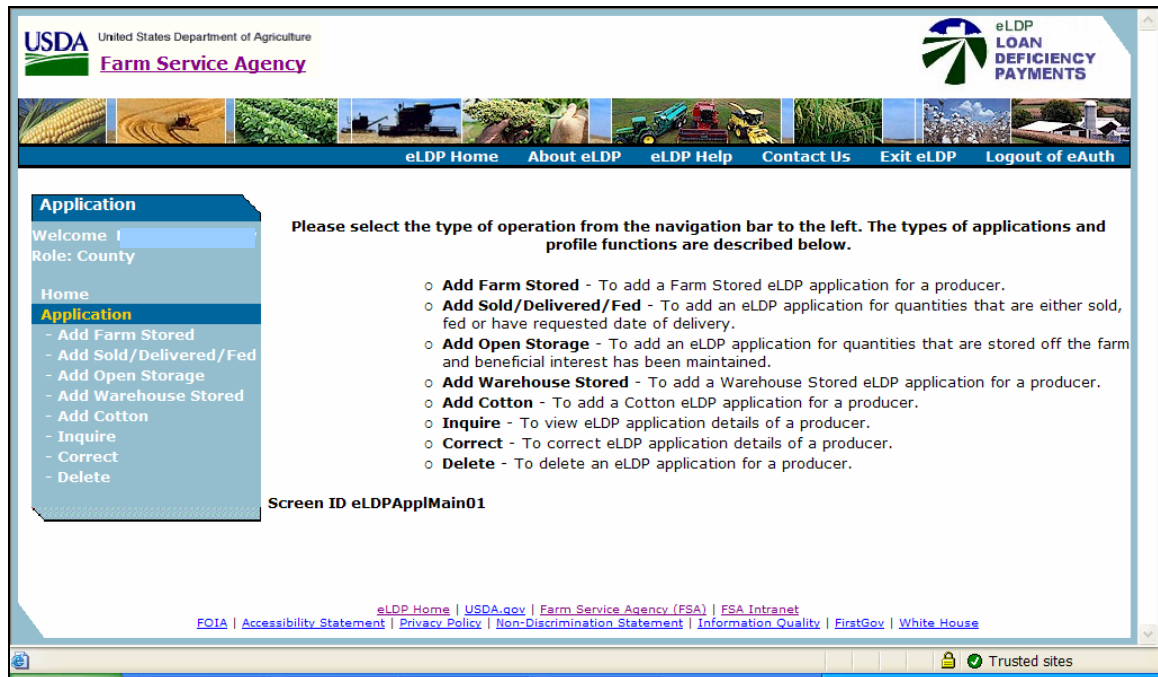 USDA
United States Department of Agriculture
Farm Service Agency
eLDP
LOAN
DEFICIENCY
PAYMENTS
eLDP Home About eLDP eLDP Help Contact Us Exit eLDP Logout of eAuth
Application
Welcome
Role: County
Home
Application
- Add Farm Stored
- Add Sold/Delivered/Fed
- Add Open Storage
- Add Warehouse Stored
- Add Cotton
- Inquire
- Correct
- Delete
Please select the type of operation from the navigation bar to the left. The types of applications and
profile functions are described below.
o Add Farm Stored - To add a Farm Stored eLDP application for a producer.
o Add Sold/Delivered/Fed - To add an eLDP application for quantities that are either sold,
fed or have requested date of delivery.
o Add Open Storage - To add an eLDP application for quantities that are stored off the farm
and beneficial interest has been maintained.
o Add Warehouse Stored - To add a Warehouse Stored eLDP application for a producer.
o Add Cotton - To add a Cotton eLDP application for a producer.
o Inquire - To view eLDP application details of a producer.
o Correct - To correct eLDP application details of a producer.
o Delete - To delete an eLDP application for a producer.
Screen ID eLDPApplMain01
eLDP Home | USDA.gov | Farm Service Agency (FSA) | FSA Intranet
FOIA | Accessibility Statement | Privacy Policy | Non-Discrimination Statement | Information Quality | FirstGov | White House
Trusted sites